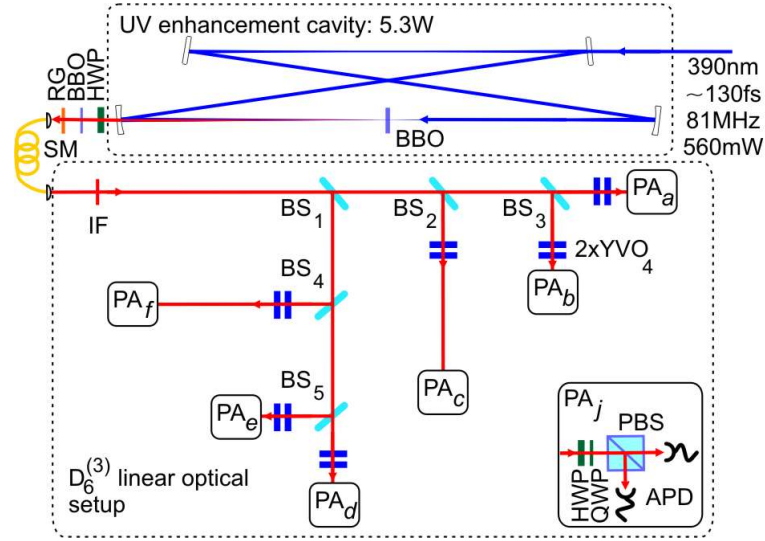 UV enhancement cavity: 5.3W
390nm
~130fs
81MHz
560mW
RG
BBO
HWP
BBO
SM
IF
BS1
BS2
BS3
PAa
2xYVO4
PAb
BS4
PAf
PAc
BS5
PAe
PAd
D6(3) linear optical
setup
PAj
PBS
HWP
QWP
APD